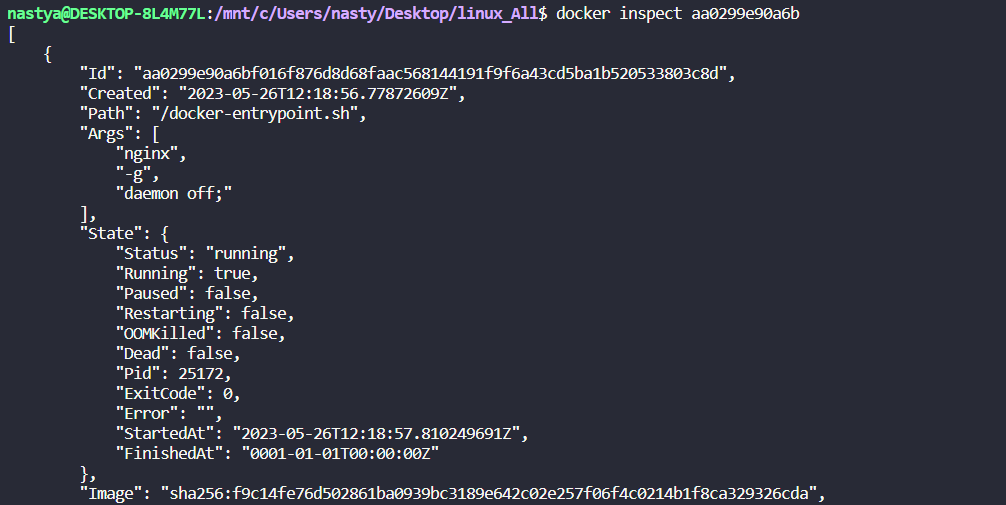 nastya@DESKTOP-8L4M77L:/mnt/c/Users/nasty/Desktop/linux_All$ docker inspect aa0299e90a6b
[
    {
        "Id": "aa0299e90a6bf016f876d8d68faac568144191f9f6a43cd5ba1b520533803c8d",
        "Created": "2023-05-26T12:18:56.77872609Z",
        "Path": "/docker-entrypoint.sh",
        "Args": [
            "nginx",
            "-g",
            "daemon off;"
        ],
        "State": {
            "Status": "running",
            "Running": true,
            "Paused": false,
            "Restarting": false,
            "OOMKilled": false,
            "Dead": false,
            "Pid": 25172,
            "ExitCode": 0,
            "Error": "",
            "StartedAt": "2023-05-26T12:18:57.810249691Z",
            "FinishedAt": "0001-01-01T00:00:00Z"
        },
        "Image": "sha256:f9c14fe76d502861ba0939bc3189e642c02e257f06f4c0214b1f8ca329326cda",